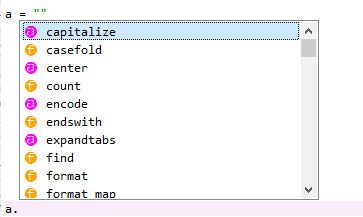 a = ""
capitalize
casefold
center
count
encode
endswith
expandtabs
find
format
format_map
a.